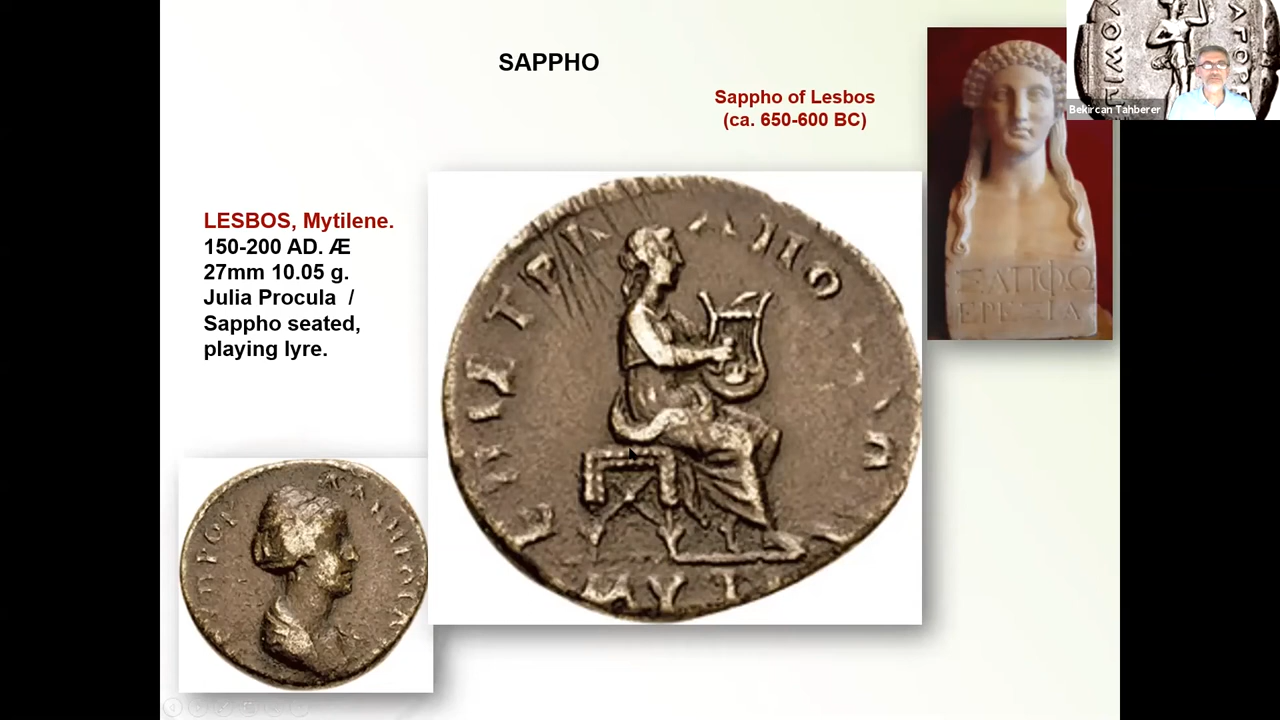 SAPPHO
Sappho of Lesbos
(ca. 650-600 BC)
LESBOS, Mytilene.
150-200 AD. Æ
27mm 10.05 g.
Julia Procula /
Sappho seated,
playing lyre.
Bekircan Tahberer
ΣΑΠΦΩ
ΕΡΕΣΙΑ
ΜΥΤΙ